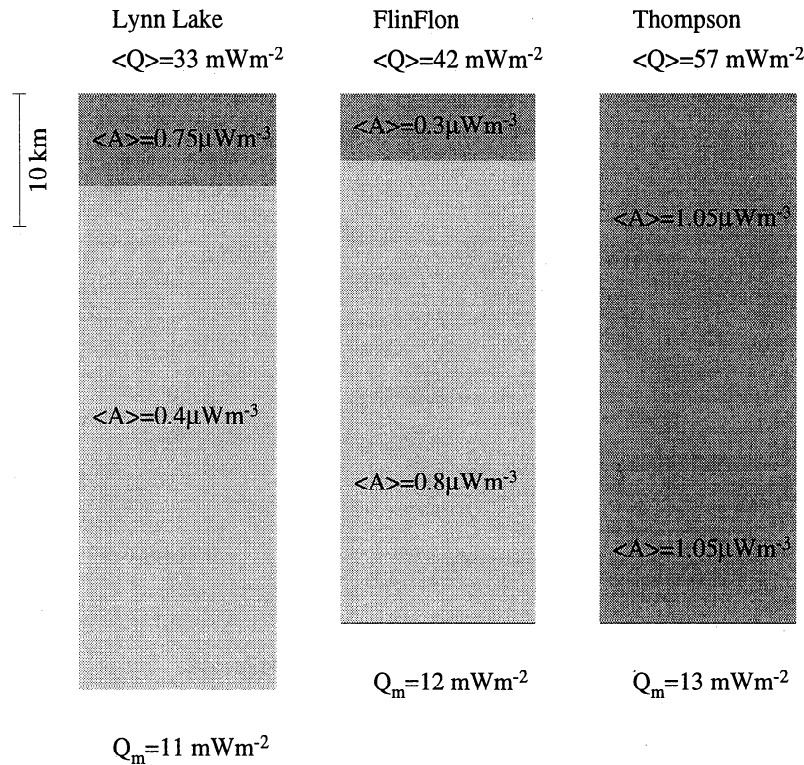 Lynn Lake
<Q>=33 mWm-2
FlinFlon
<Q>=42 mWm-2
Thompson
<Q>=57 mWm-2
10 km
<A>=0.75μWm-3
<A>=0.4μWm-3
Qm=11 mWm-2
<A>=0.3μWm-3
<A>=0.8μWm-3
Qm=12 mWm-2
<A>=1.05μWm-3
<A>=1.05μWm-3
Qm=13 mWm-2